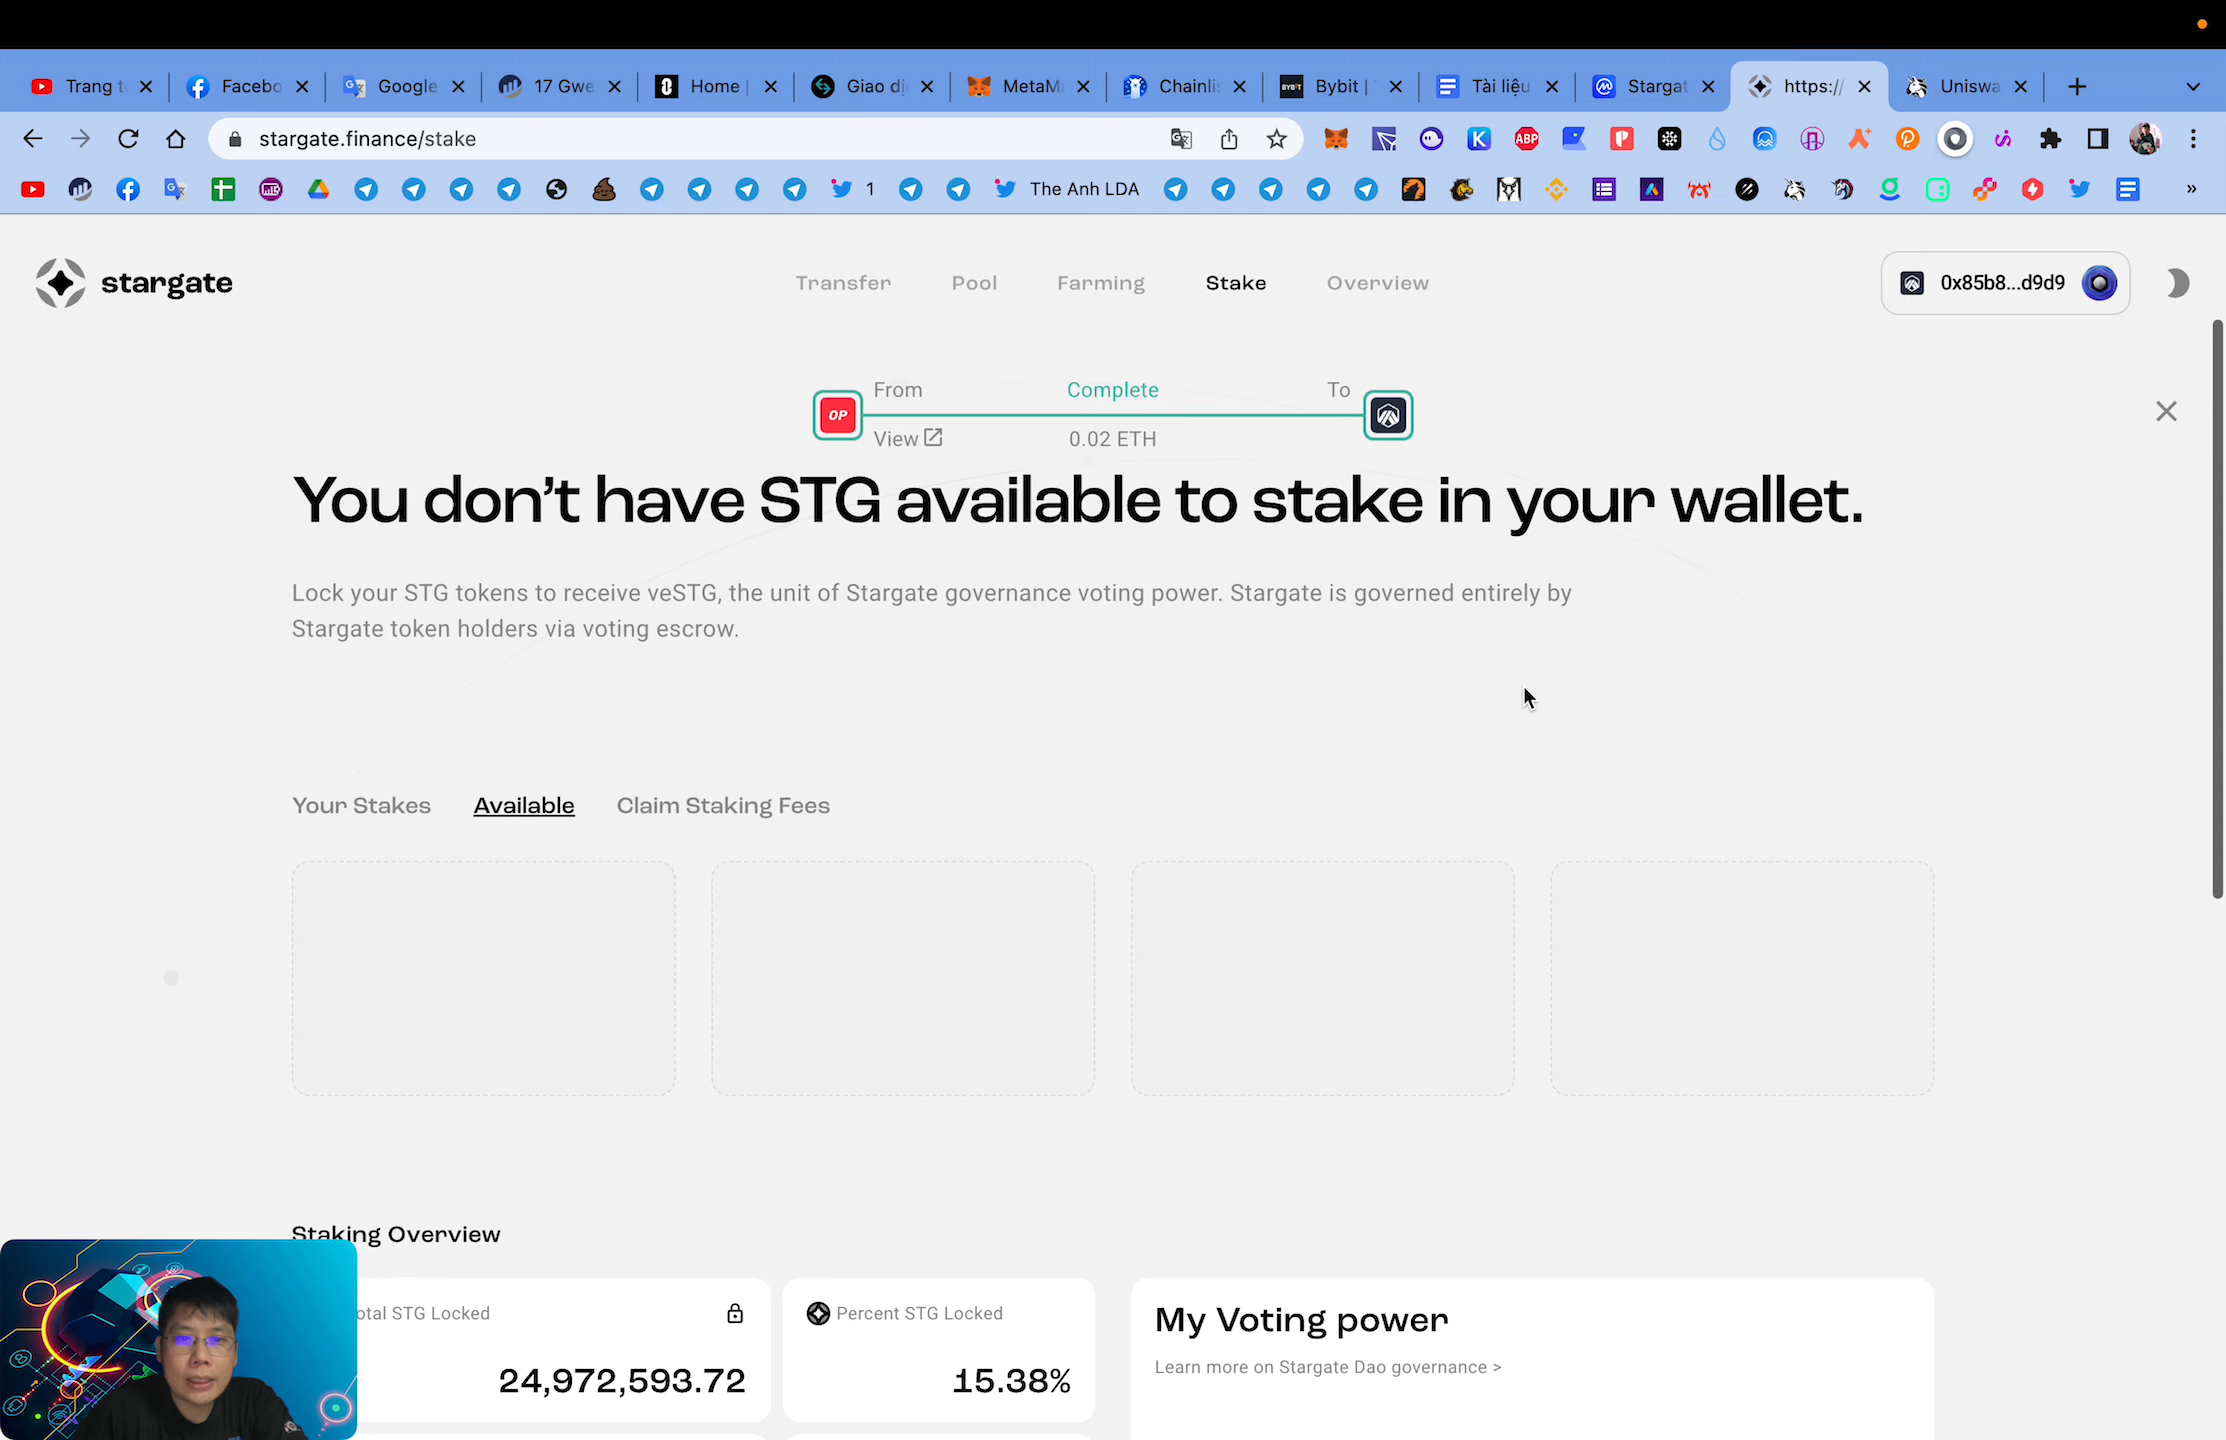 Trang t
Facebo
Google
17 Gwe
Home |
Giao dị
MetaMa
Chainlis
BYBIT
Bybit |
Tài liệu
Stargat
https://
Uniswa
stargate.finance/stake
ABP
1
The Anh LDA
stargate
Transfer
Pool
Farming
Stake
Overview
0x85b8...d9d9
From
Complete
To
OP
View
0.02 ETH
You don't have STG available to stake in your wallet.
Lock your STG tokens to receive veSTG, the unit of Stargate governance voting power. Stargate is governed entirely by
Stargate token holders via voting escrow.
Your Stakes
Available
Claim Staking Fees
Staking Overview
otal STG Locked
24,972,593.72
Percent STG Locked
15.38%
My Voting power
Learn more on Stargate Dao governance >